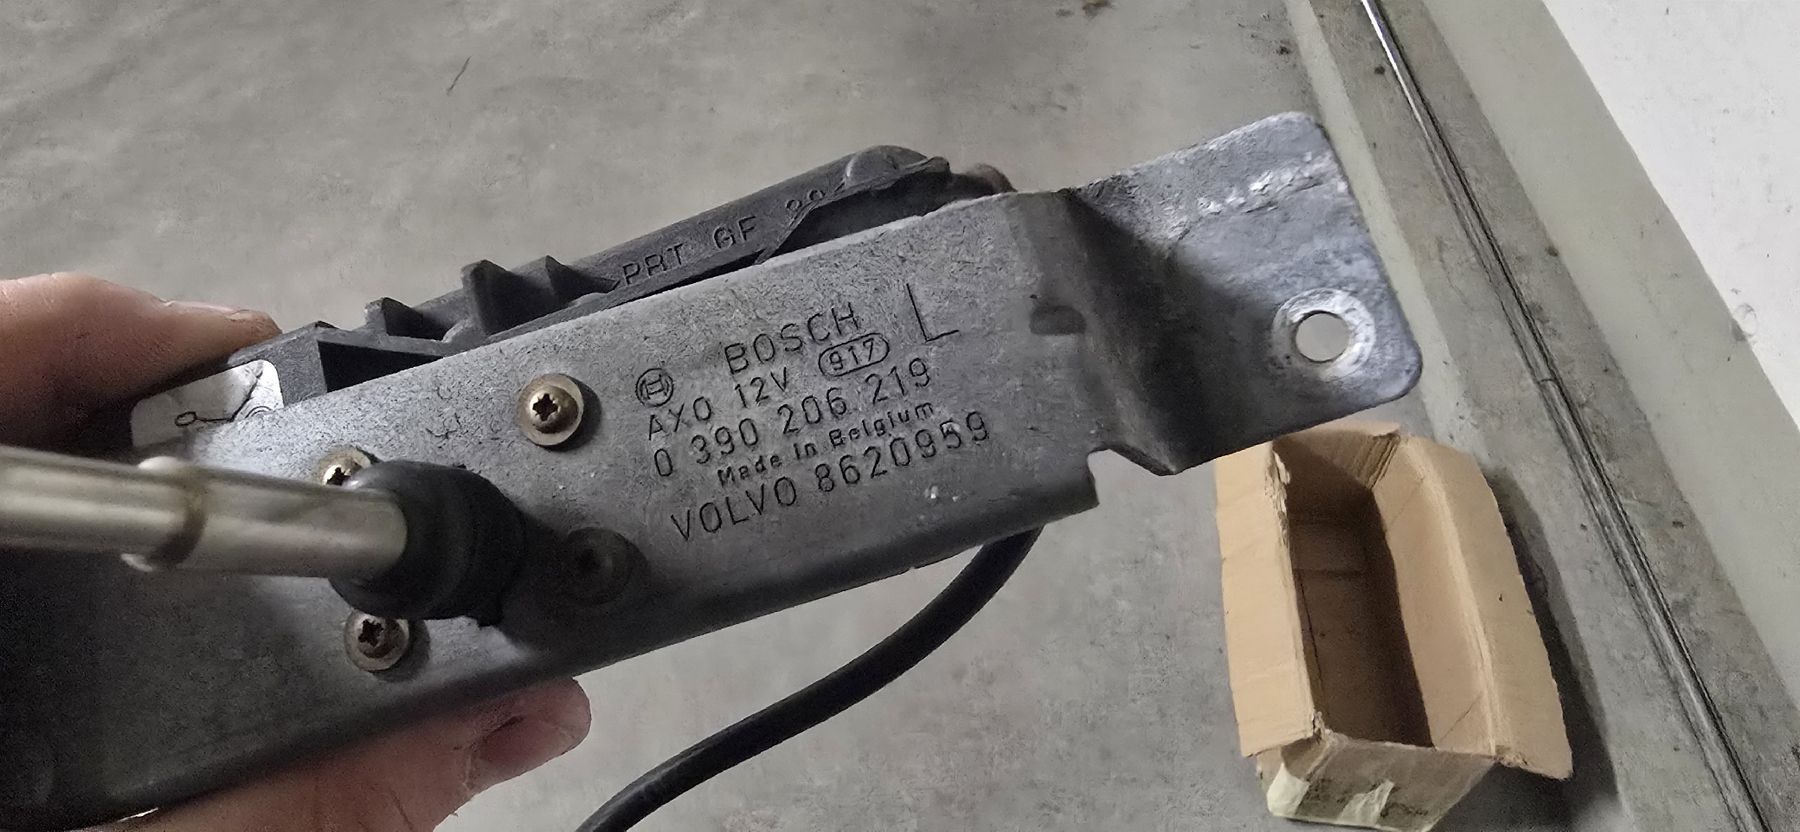 PRT GF
BOSCH L
AXO 12V 917
0 390 206 219
Made in Belgium
VOLVO 8620959